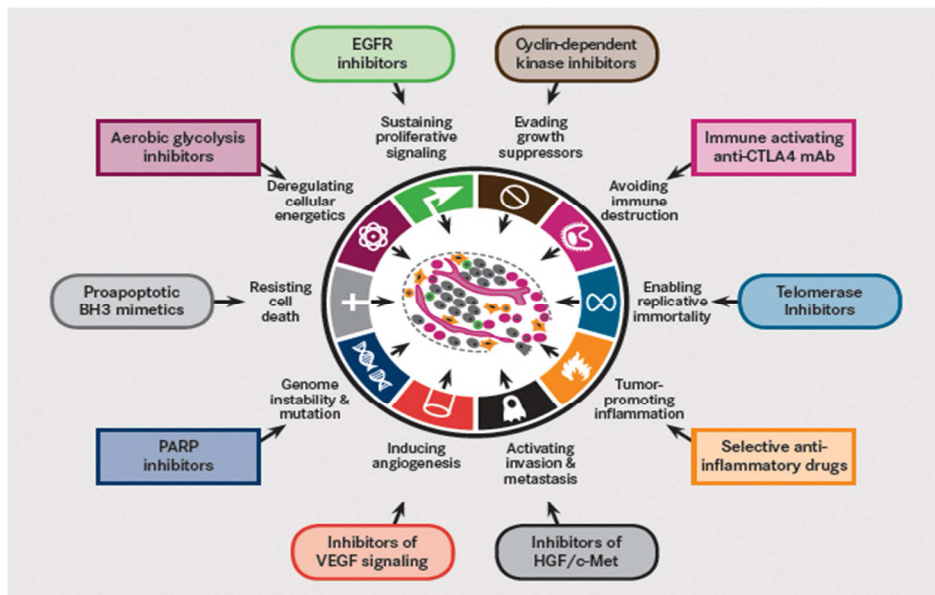 EGFR
inhibitors
Cyclin-dependent
kinase inhibitors
Sustaining
proliferative
signaling
Evading
growth
suppressors
Aerobic glycolysis
inhibitors
Immune activating
anti-CTLA4 mAb
Deregulating
cellular
energetics
Avoiding
immune
destruction
Proapoptotic
BH3 mimetics
Resisting
cell
death
Enabling
replicative
immortality
Telomerase
Inhibitors
Genome
instability &
mutation
Tumor-
promoting
inflammation
PARP
inhibitors
Inducing
angiogenesis
Activating
invasion &
metastasis
Selective anti-
inflammatory drugs
Inhibitors of
VEGF signaling
Inhibitors of
HGF/c-Met